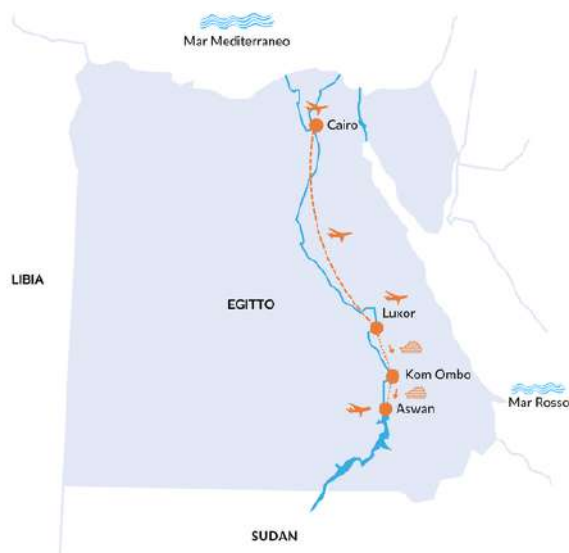 Mar Mediterraneo
Cairo
LIBIA
EGITTO
Luxor
Kom Ombo
Mar Rosso
Aswan
SUDAN